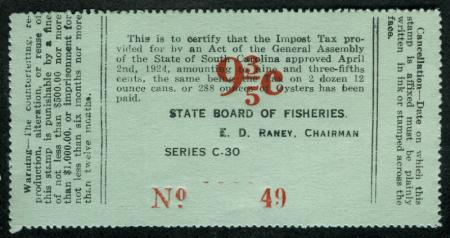 Warning—The counterfeiting, re-
production, alteration, or reuse of
this stamp is punishable by a fine
of not less than $500.00 nor more
than $1,000.00, or imprisonment for
not less than six months nor more
than twelve months.
This is to certify that the Impost Tax pro-
vided for by an Act of the General Assembly
of the State of South Carolina approved April
2nd, 1924, amounting to nine and three-fifths
cents, the same being the tax on 2 dozen 12
ounce cans, or 288 ounces of oysters has been
paid.
9 3/5 c
STATE BOARD OF FISHERIES.
E. D. RANEY, CHAIRMAN
SERIES C-30
No 49
Cancellation—Date on which this
stamp is affixed must be plainly
written in ink or stamped across the
face.